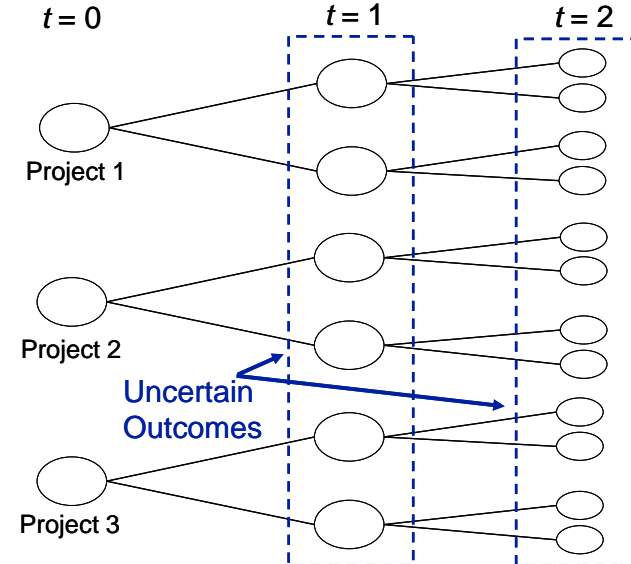 t = 0
t = 1
t = 2
Project 1
Project 2
Uncertain
Outcomes
Project 3